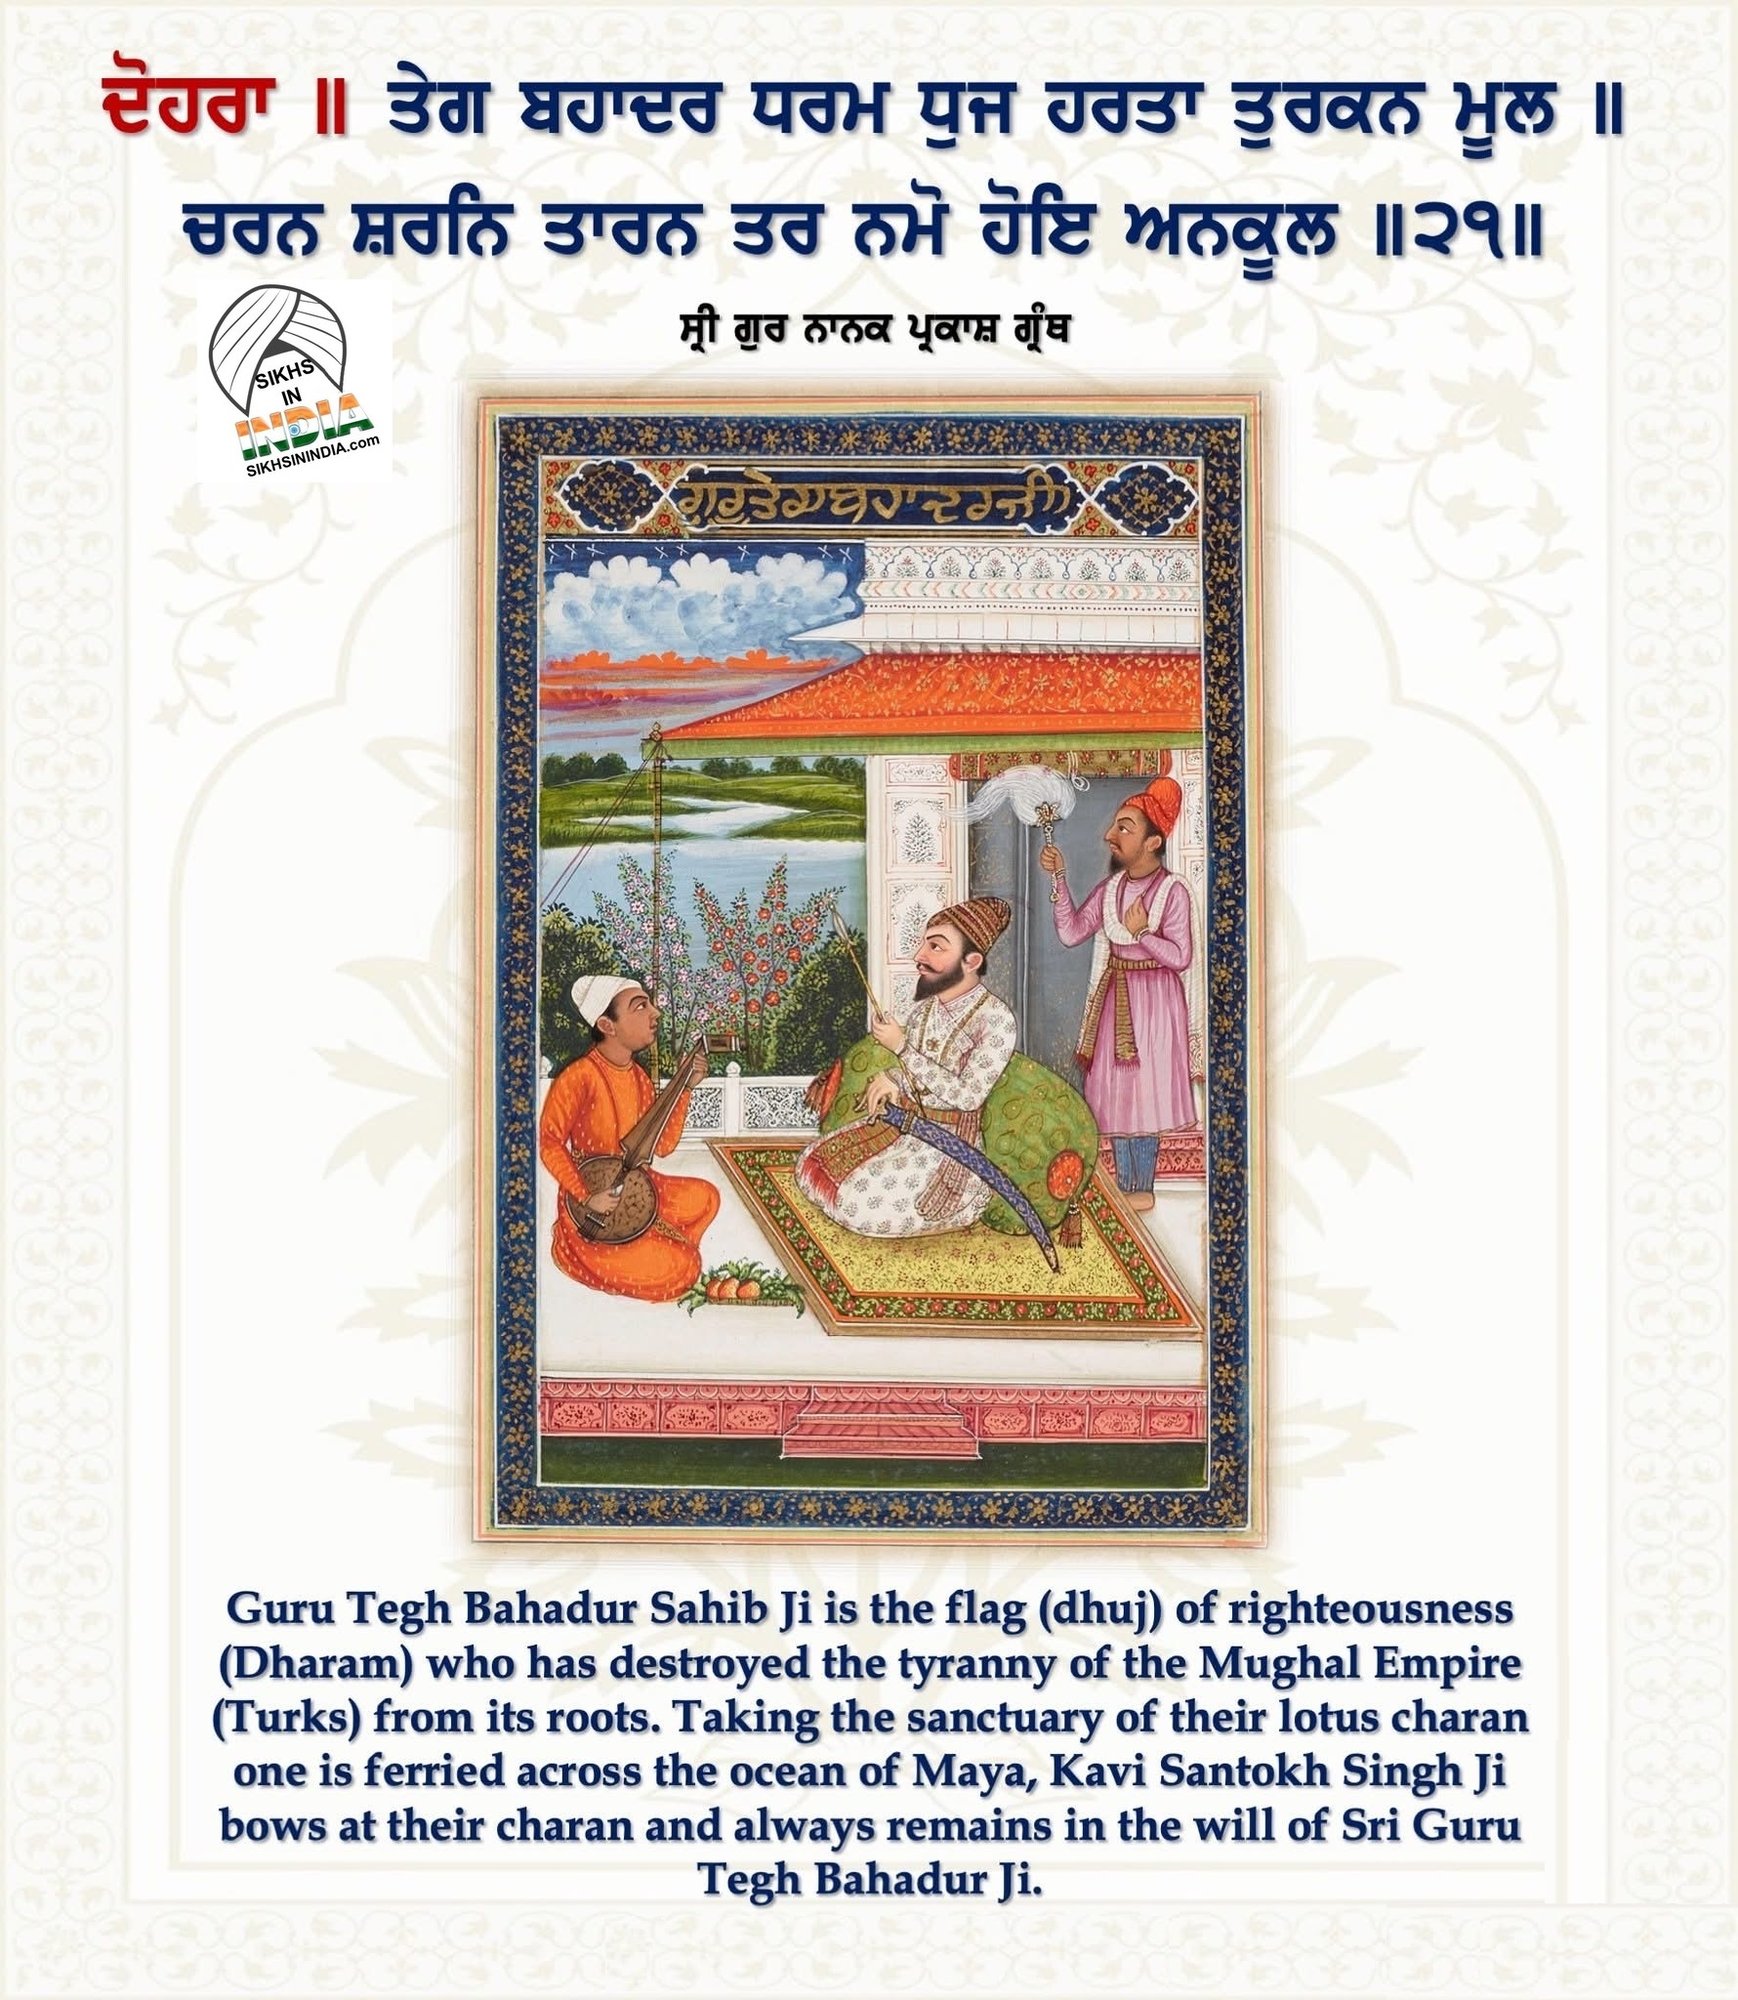 ਦੋਹਰਾ ॥ ਤੇਗ ਬਹਾਦਰ ਧਰਮ ਧੁਜ ਹਰਤਾ ਤੁਰਕਨ ਮੂਲ ॥
ਚਰਨ ਸ਼ਰਨਿ ਤਾਰਨ ਤਰ ਨਮੋ ਹੋਇ ਅਨਕੂਲ ॥੨੧॥
ਸ੍ਰੀ ਗੁਰ ਨਾਨਕ ਪ੍ਰਕਾਸ਼ ਗ੍ਰੰਥ
SIKHS
IN
INDIA
SIKHSININDIA.com
ਗੁਰੂਤੇਗਬਹਾਦਰਜੀ
Guru Tegh Bahadur Sahib Ji is the flag (dhuj) of righteousness
(Dharam) who has destroyed the tyranny of the Mughal Empire
(Turks) from its roots. Taking the sanctuary of their lotus charan
one is ferried across the ocean of Maya, Kavi Santokh Singh Ji
bows at their charan and always remains in the will of Sri Guru
Tegh Bahadur Ji.